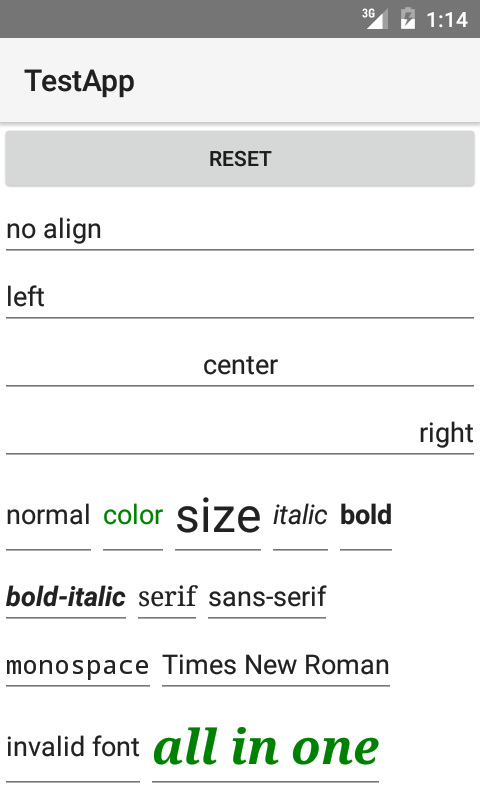 3G 1:14
TestApp
RESET
no align
left
center
right
normal color size italic bold
bold-italic serif sans-serif
monospace Times New Roman
invalid font all in one